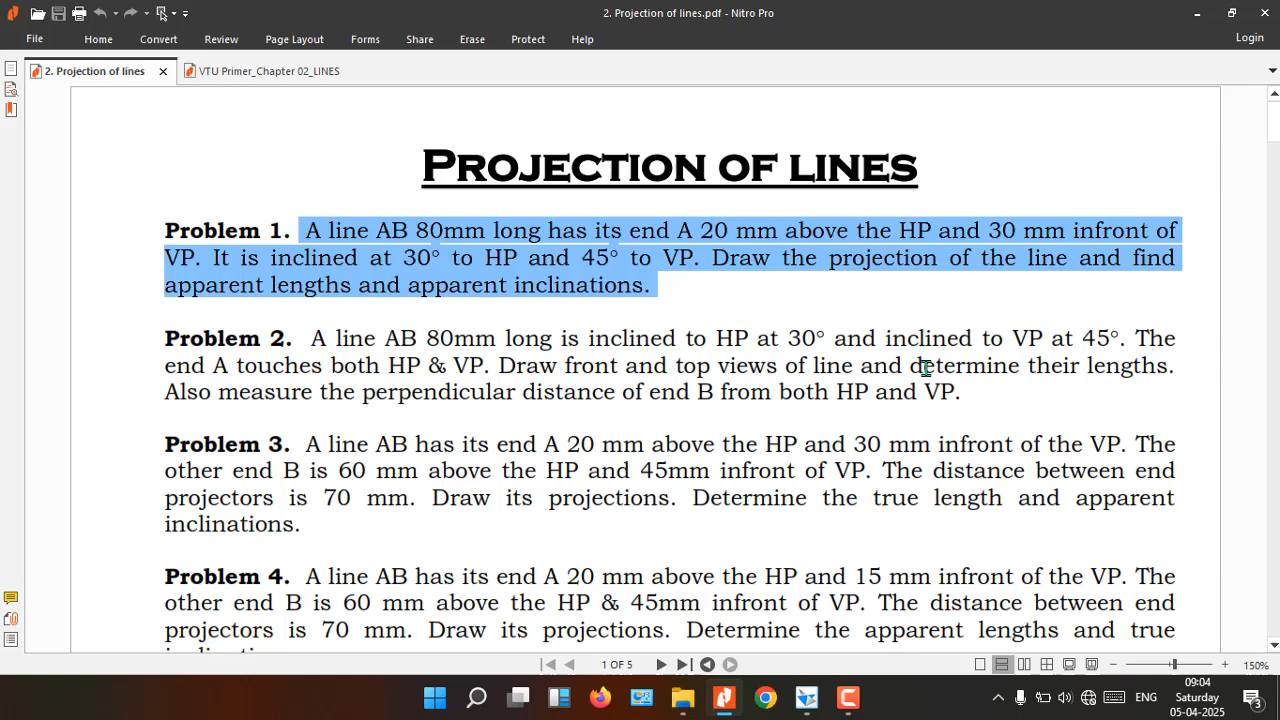 2. Projection of lines.pdf - Nitro Pro
File Home Convert Review Page Layout Forms Share Erase Protect Help Login
2. Projection of lines VTU Primer_Chapter 02_LINES
PROJECTION OF LINES
Problem 1. A line AB 80mm long has its end A 20 mm above the HP and 30 mm infront of
VP. It is inclined at 30° to HP and 45° to VP. Draw the projection of the line and find
apparent lengths and apparent inclinations.
Problem 2. A line AB 80mm long is inclined to HP at 30° and inclined to VP at 45°. The
end A touches both HP & VP. Draw front and top views of line and determine their lengths.
Also measure the perpendicular distance of end B from both HP and VP.
Problem 3. A line AB has its end A 20 mm above the HP and 30 mm infront of the VP. The
other end B is 60 mm above the HP and 45mm infront of VP. The distance between end
projectors is 70 mm. Draw its projections. Determine the true length and apparent
inclinations.
Problem 4. A line AB has its end A 20 mm above the HP and 15 mm infront of the VP. The
other end B is 60 mm above the HP & 45mm infront of VP. The distance between end
projectors is 70 mm. Draw its projections. Determine the apparent lengths and true
1 OF 5
150%
ENG
09:04
Saturday
05-04-2025
3